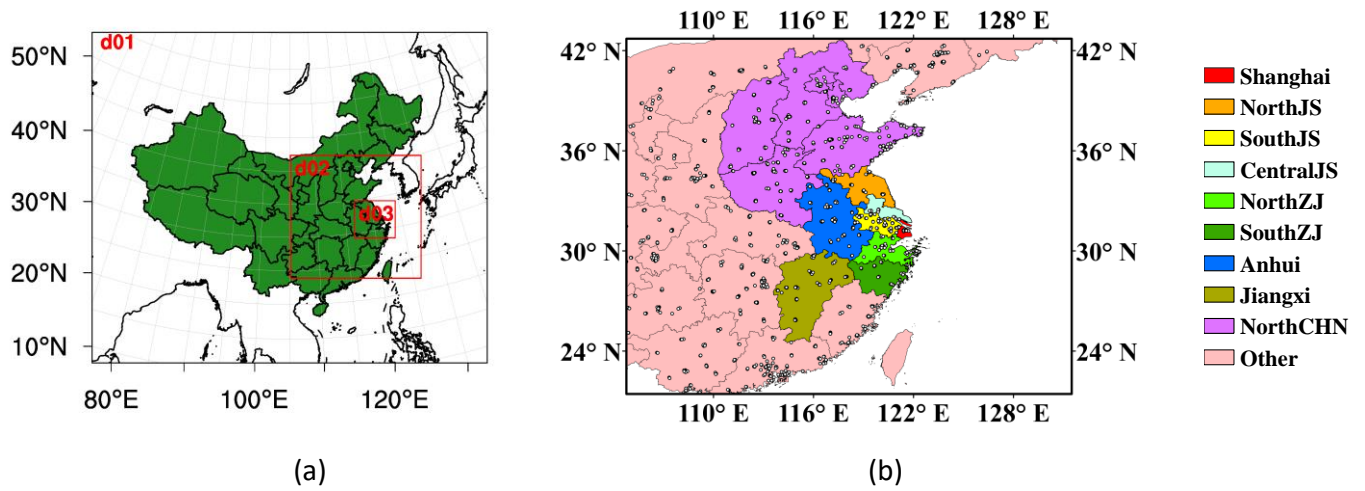 d01
50°N
40°N
30°N
20°N
10°N
80°E
100°E
120°E
d02
d03
(a)
110° E 116° E 122° E 128° E
42° N 42° N
36° N 36° N
30° N 30° N
24° N 24° N
110° E 116° E 122° E 128° E
(b)
Shanghai
NorthJS
SouthJS
CentralJS
NorthZJ
SouthZJ
Anhui
Jiangxi
NorthCHN
Other